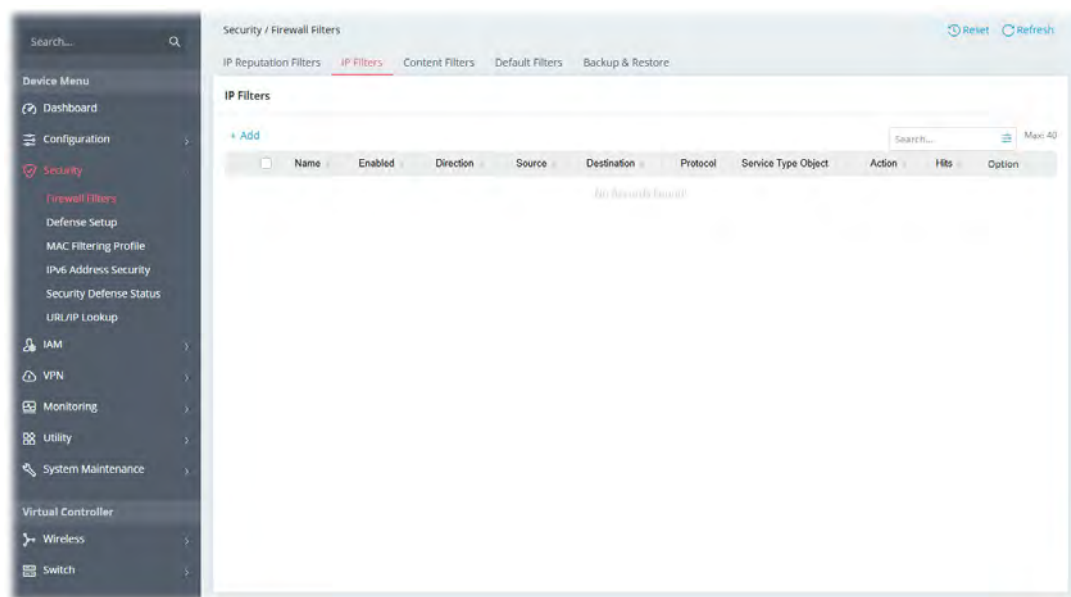 Search...
Device Menu
Dashboard
Configuration
Security
Firewall Filters
Defense Setup
MAC Filtering Profile
IPv6 Address Security
Security Defense Status
URL/IP Lookup
IAM
VPN
Monitoring
Utility
System Maintenance
Virtual Controller
Wireless
Switch
Security / Firewall Filters
Reset Refresh
IP Reputation Filters IP Filters Content Filters Default Filters Backup & Restore
IP Filters
+ Add
Search... Max: 40
Name Enabled Direction Source Destination Protocol Service Type Object Action Hits Option
No Records Found!